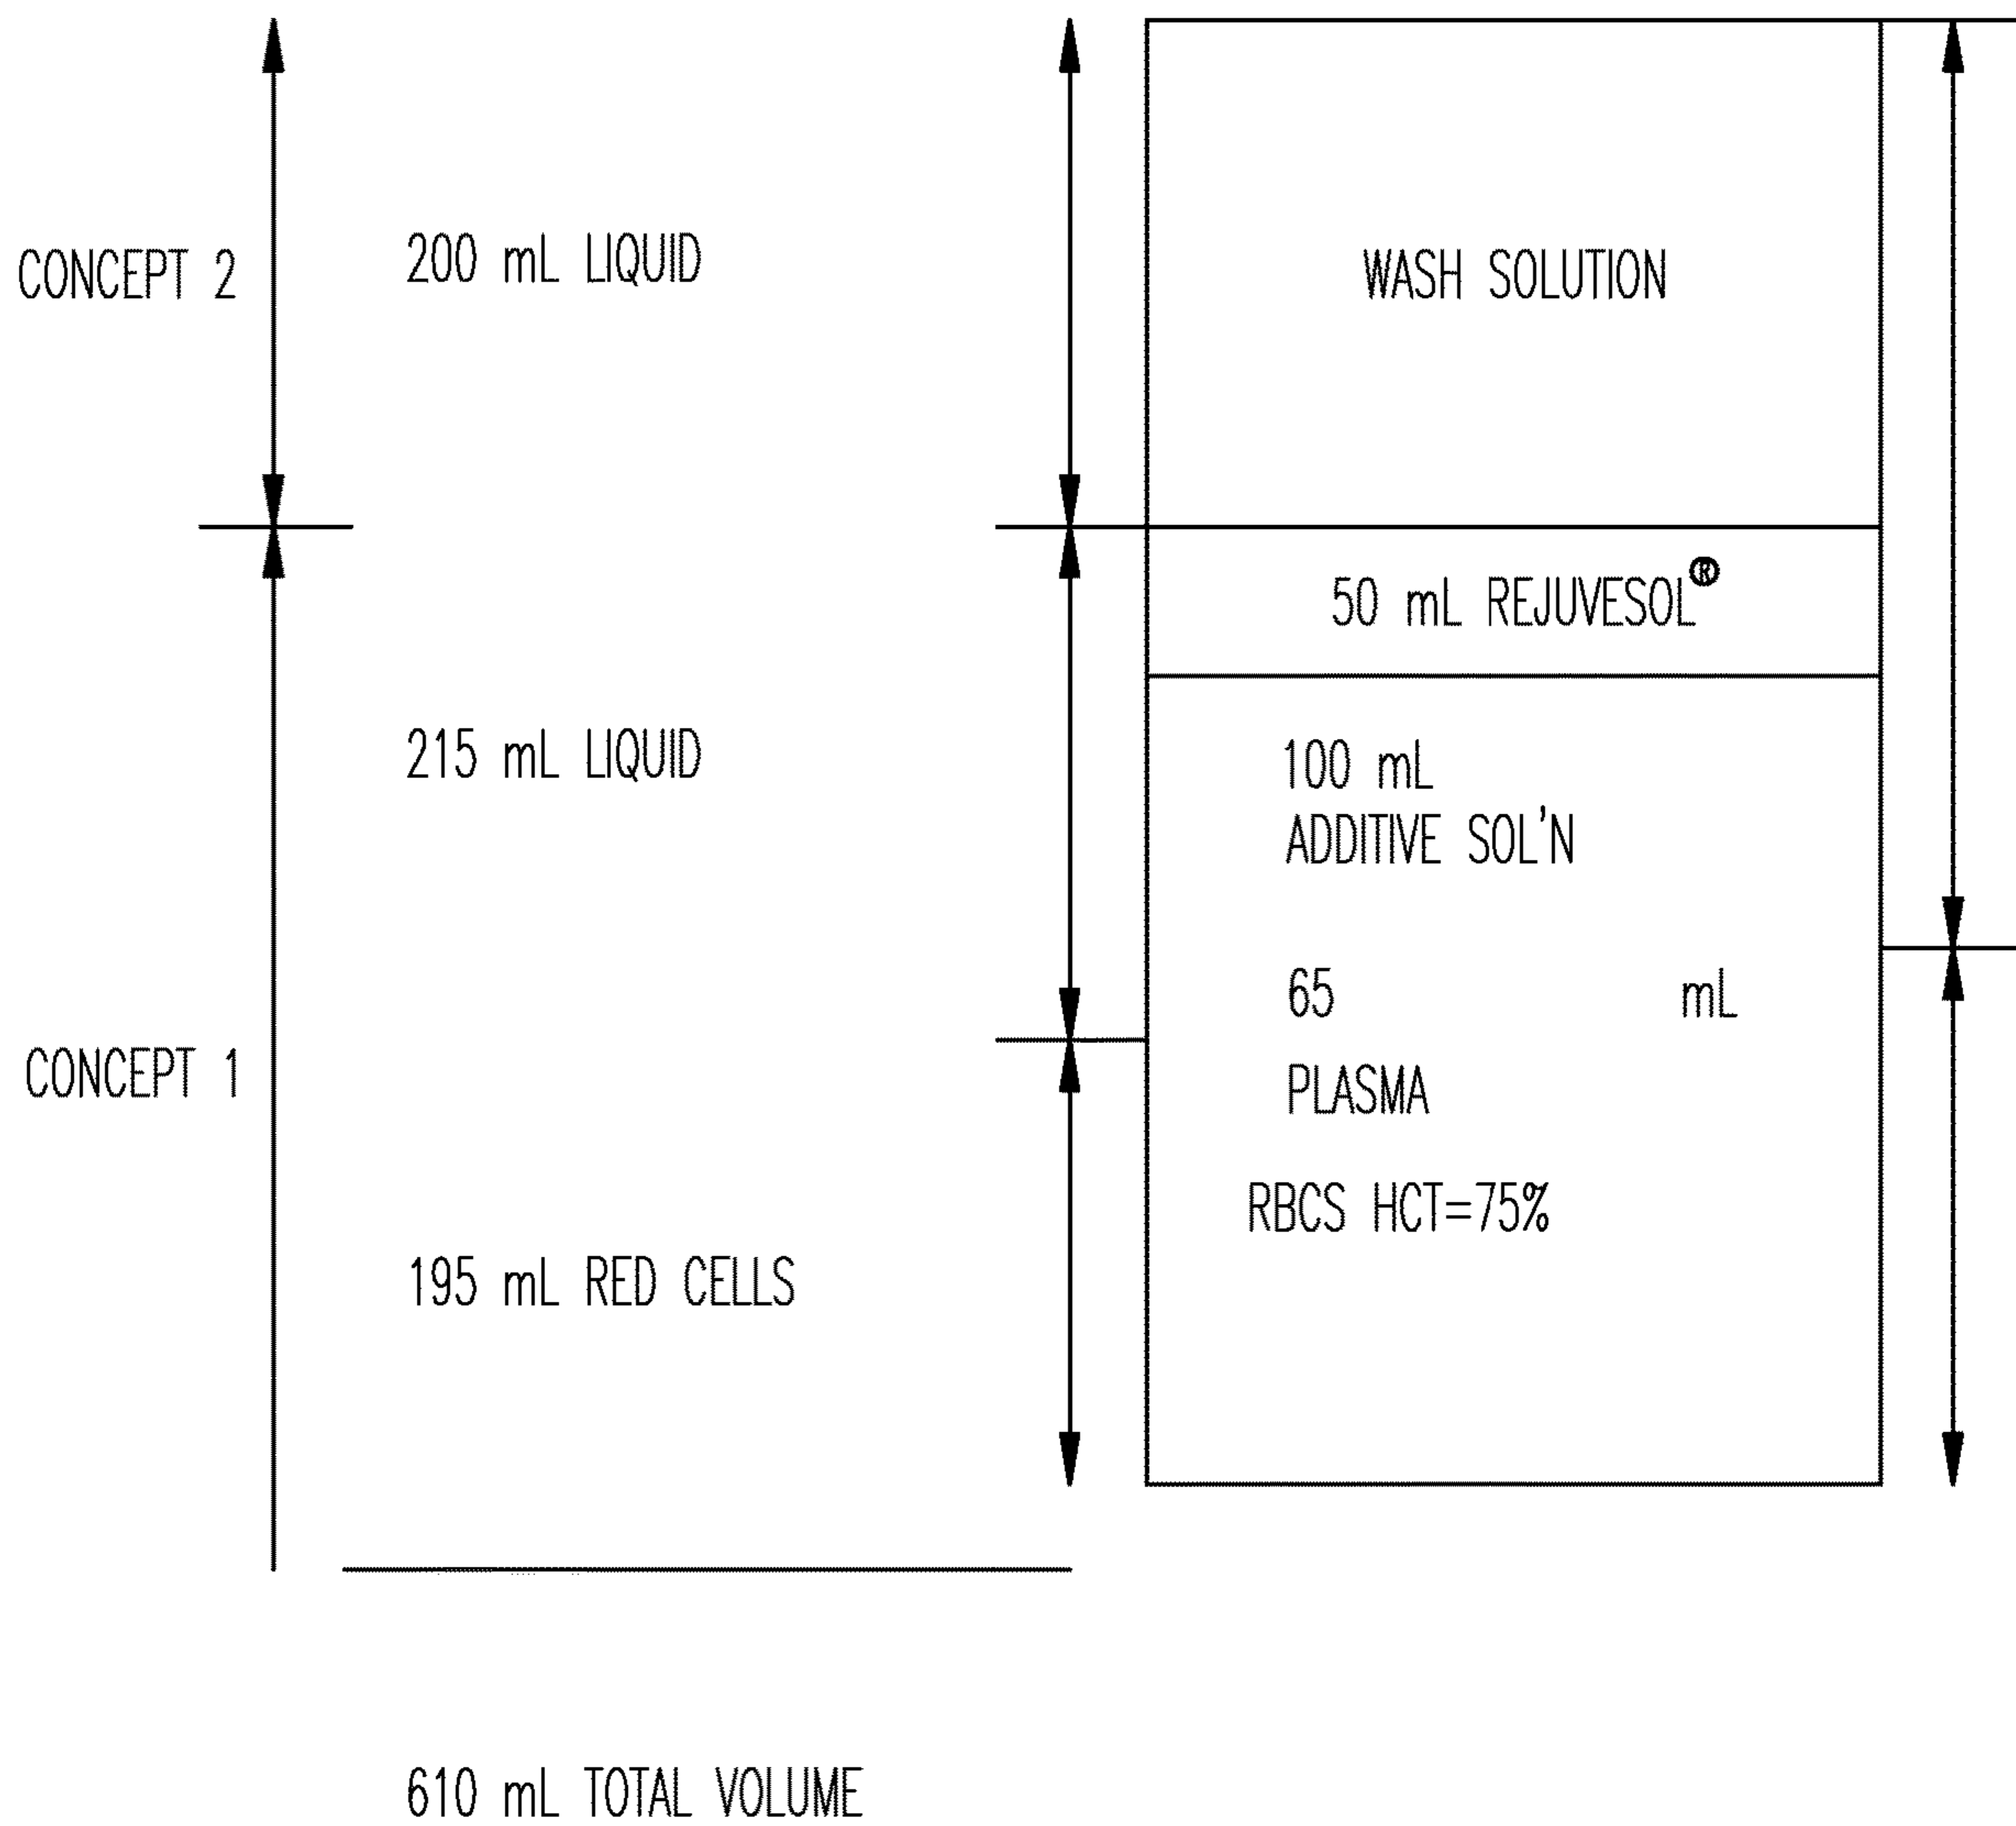 CONCEPT 2
200 mL LIQUID
WASH SOLUTION
50 mL REJUVESOL®
215 mL LIQUID
100 mL
ADDITIVE SOL'N
65 mL
PLASMA
CONCEPT 1
RBCS HCT=75%
195 mL RED CELLS
610 mL TOTAL VOLUME